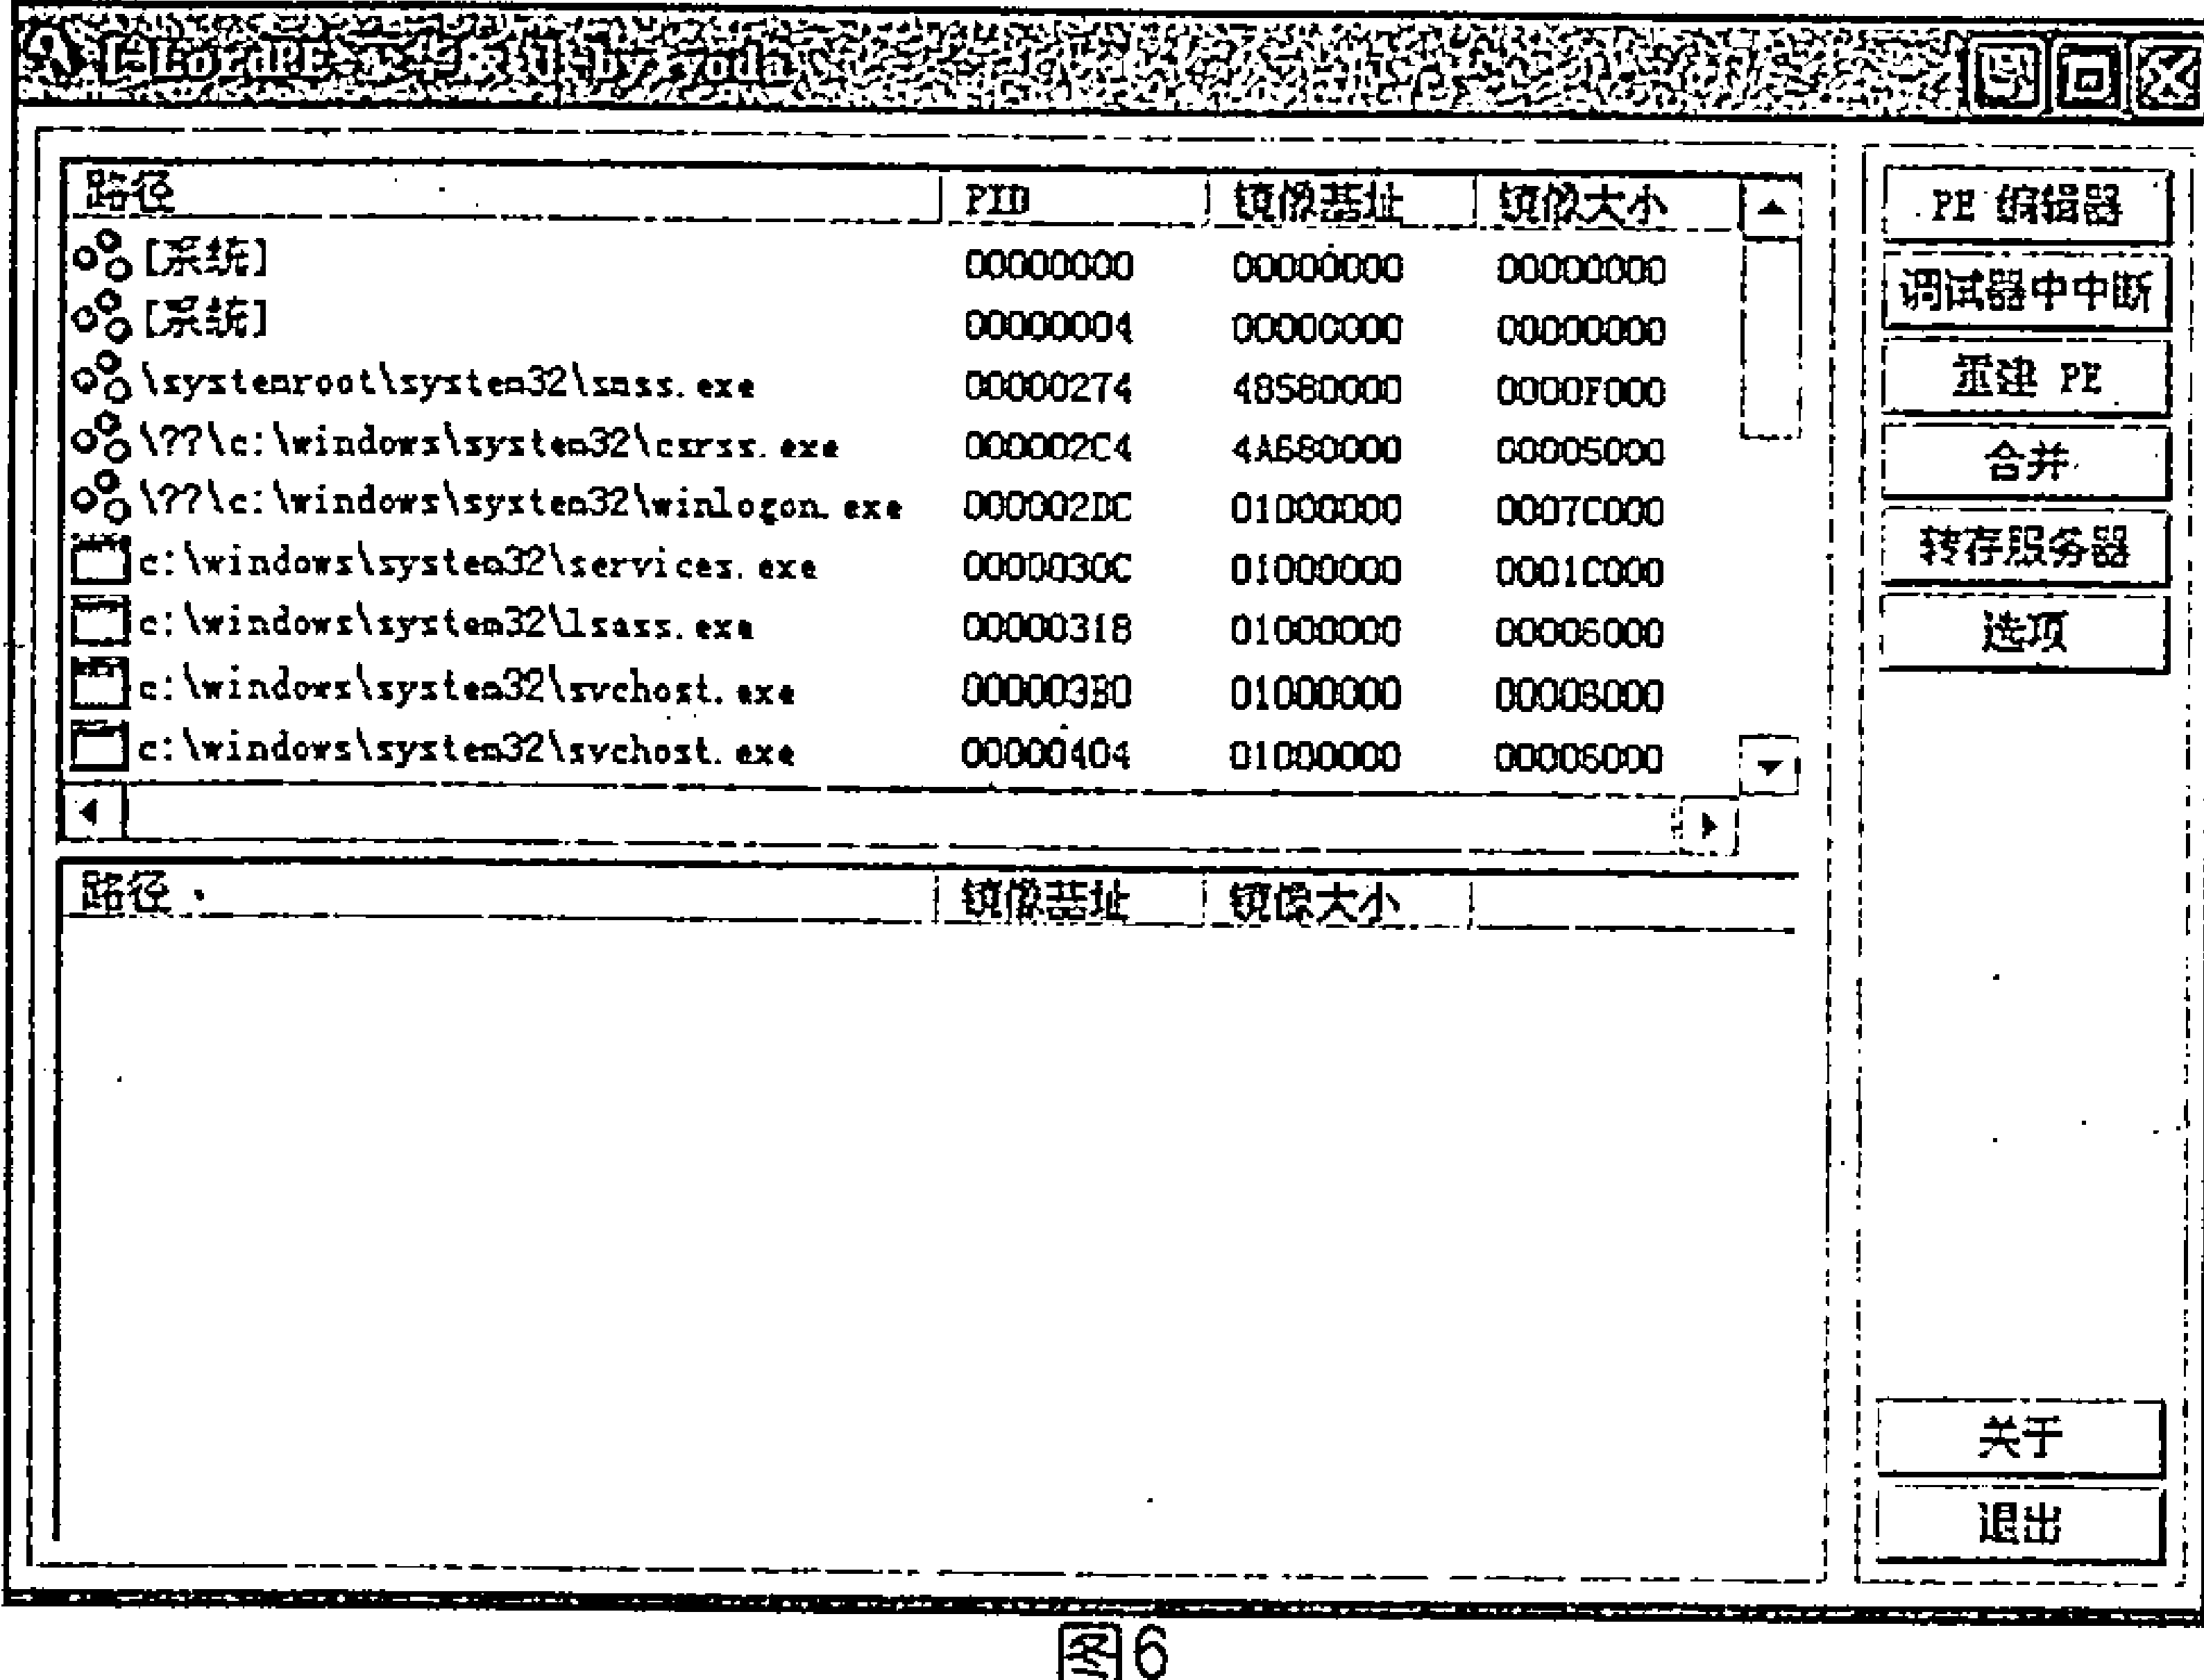 [ LordPE 豪华版 ] by yoda
路径 PID 镜像基址 镜像大小
[系统] 00000000 00000000 00000000
[系统] 00000004 00000000 00000000
\systemroot\system32\smss.exe 00000274 48580000 0000F000
\??\c:\windows\system32\csrss.exe 000002C4 4A680000 00005000
\??\c:\windows\system32\winlogon.exe 000002DC 01000000 0007C000
c:\windows\system32\services.exe 0000030C 01000000 0001C000
c:\windows\system32\lsass.exe 00000318 01000000 00006000
c:\windows\system32\svchost.exe 000003B0 01000000 00006000
c:\windows\system32\svchost.exe 00000404 01000000 00006000
路径 镜像基址 镜像大小
PE 编辑器
调试器中中断
重建 PE
合并
转存服务器
选项
关于
退出
图6